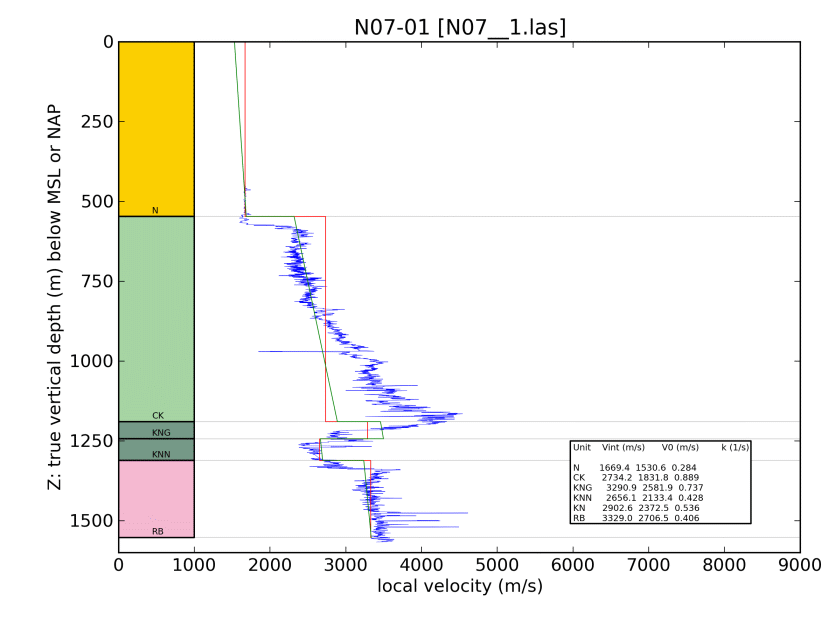 N07-01 [N07__1.las]
Z: true vertical depth (m) below MSL or NAP
0
250
500
750
1000
1250
1500
N
CK
KNG
KNN
RB
Unit Vint (m/s) V0 (m/s) k (1/s)
N 1669.4 1530.6 0.284
CK 2734.2 1831.8 0.889
KNG 3290.9 2581.9 0.737
KNN 2656.1 2133.4 0.428
KN 2902.6 2372.5 0.536
RB 3329.0 2706.5 0.406
0 1000 2000 3000 4000 5000 6000 7000 8000 9000
local velocity (m/s)